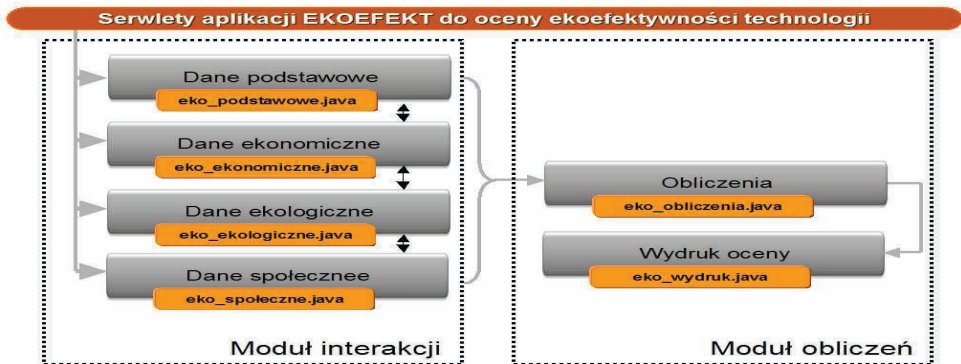 Serwlety aplikacji EKOEFEKT do oceny ekoefektywności technologii
Dane podstawowe
eko_podstawowe.java
Dane ekonomiczne
eko_ekonomiczne.java
Dane ekologiczne
eko_ekologiczne.java
Dane społecznee
eko_społeczne.java
Moduł interakcji
Obliczenia
eko_obliczenia.java
Wydruk oceny
eko_wydruk.java
Moduł obliczeń